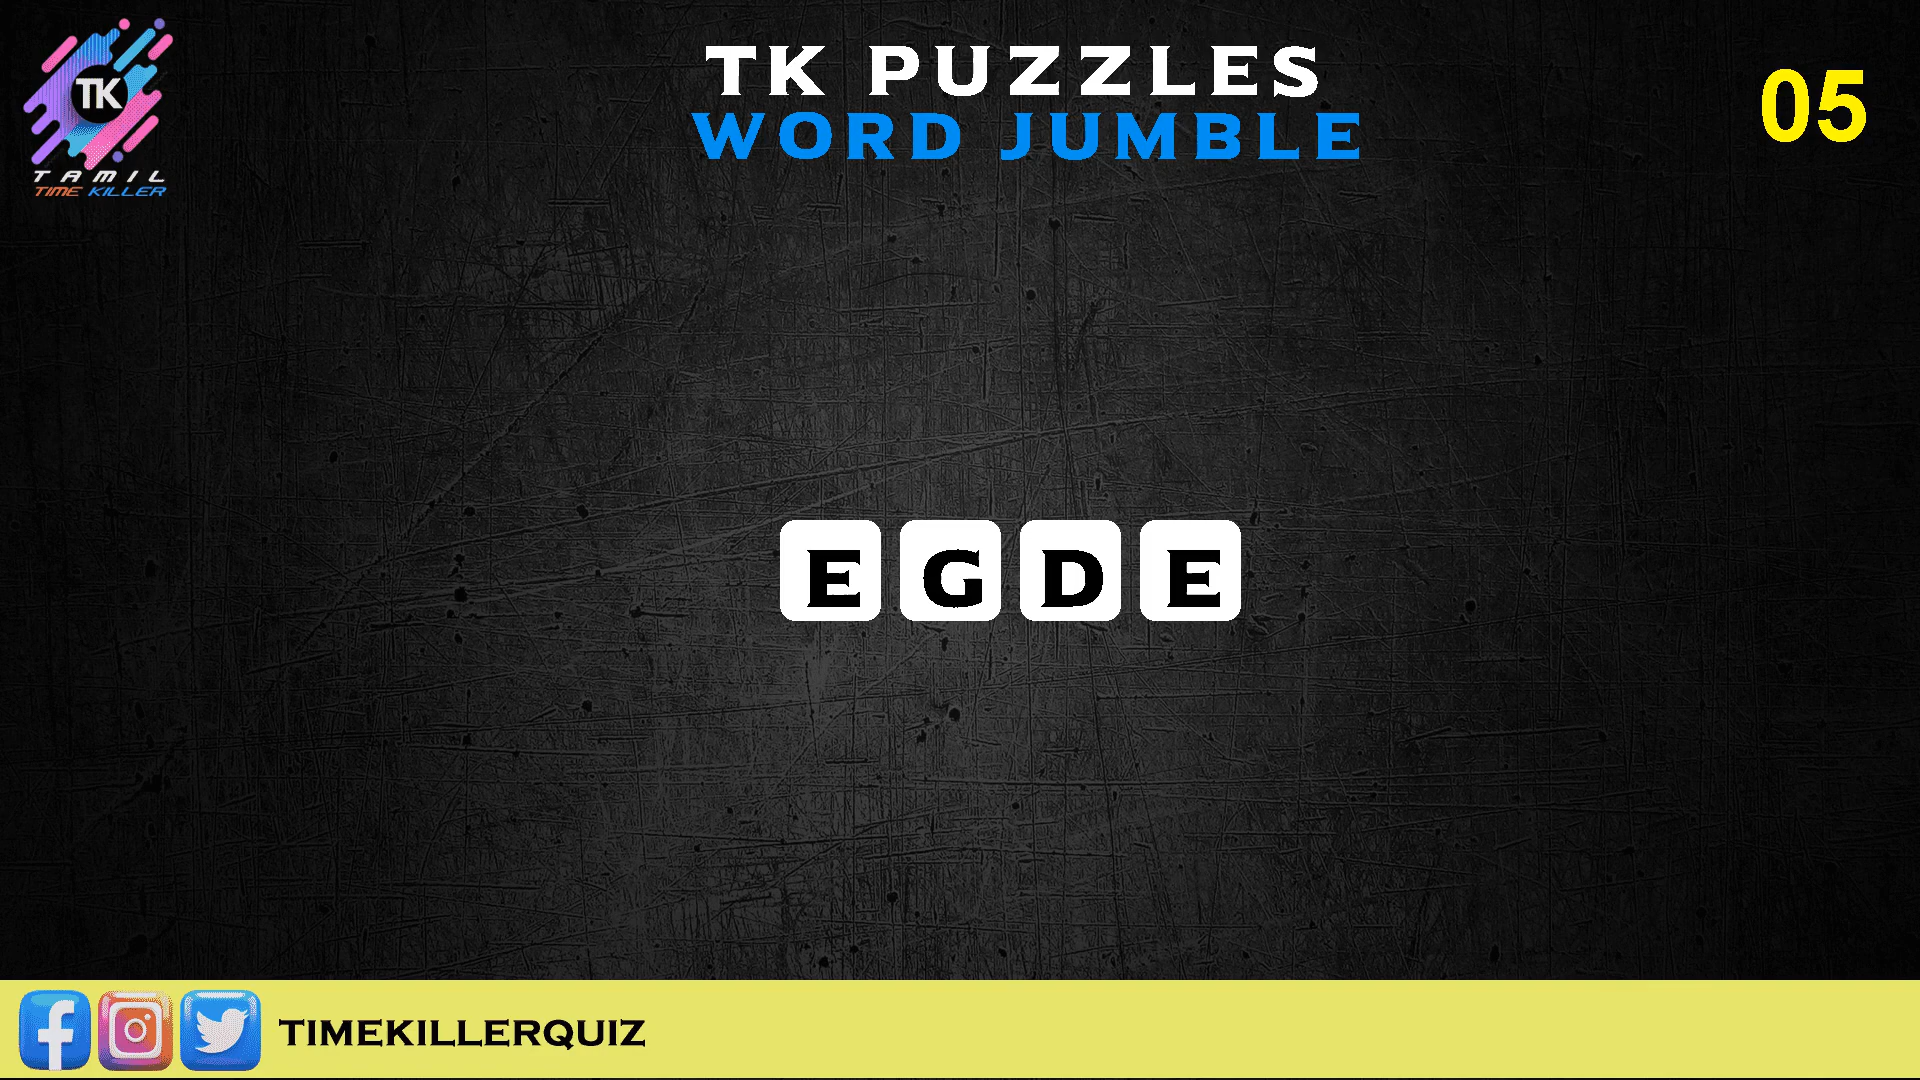 TK
TAMIL
TIME KILLER
TK PUZZLES
WORD JUMBLE
05
E G D E
TIMEKILLERQUIZ